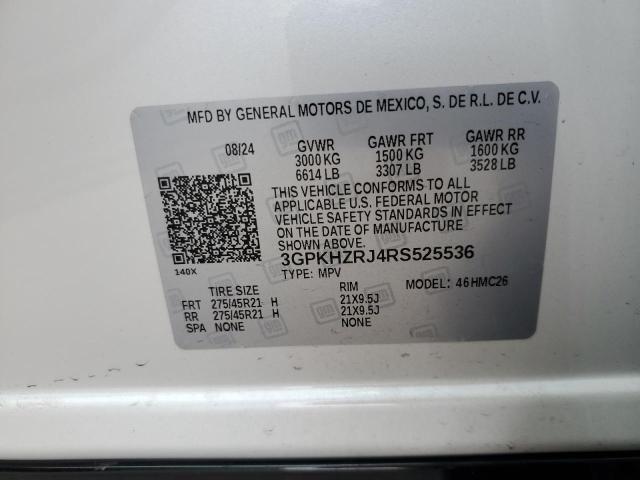 MFD BY GENERAL MOTORS DE MEXICO, S. DE R.L. DE C.V.
08/24 GVWR GAWR FRT GAWR RR
3000 KG 1500 KG 1600 KG
6614 LB 3307 LB 3528 LB
THIS VEHICLE CONFORMS TO ALL
APPLICABLE U.S. FEDERAL MOTOR
VEHICLE SAFETY STANDARDS IN EFFECT
ON THE DATE OF MANUFACTURE
SHOWN ABOVE.
140X 3GPKHZRJ4RS525536
TYPE: MPV MODEL: 46HMC26
TIRE SIZE RIM
FRT 275/45R21 H 21X9.5J
RR 275/45R21 H 21X9.5J
SPA NONE NONE